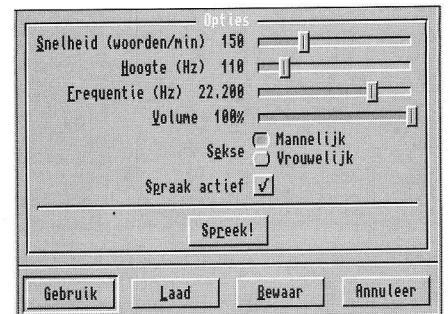 Opties
Snelheid (woorden/min) 150
Hoogte (Hz) 110
Frequentie (Hz) 22.200
Volume 100%
Sekse Mannelijk
Vrouwelijk
Spraak actief √
Spreek!
Gebruik Laad Bewaar Annuleer